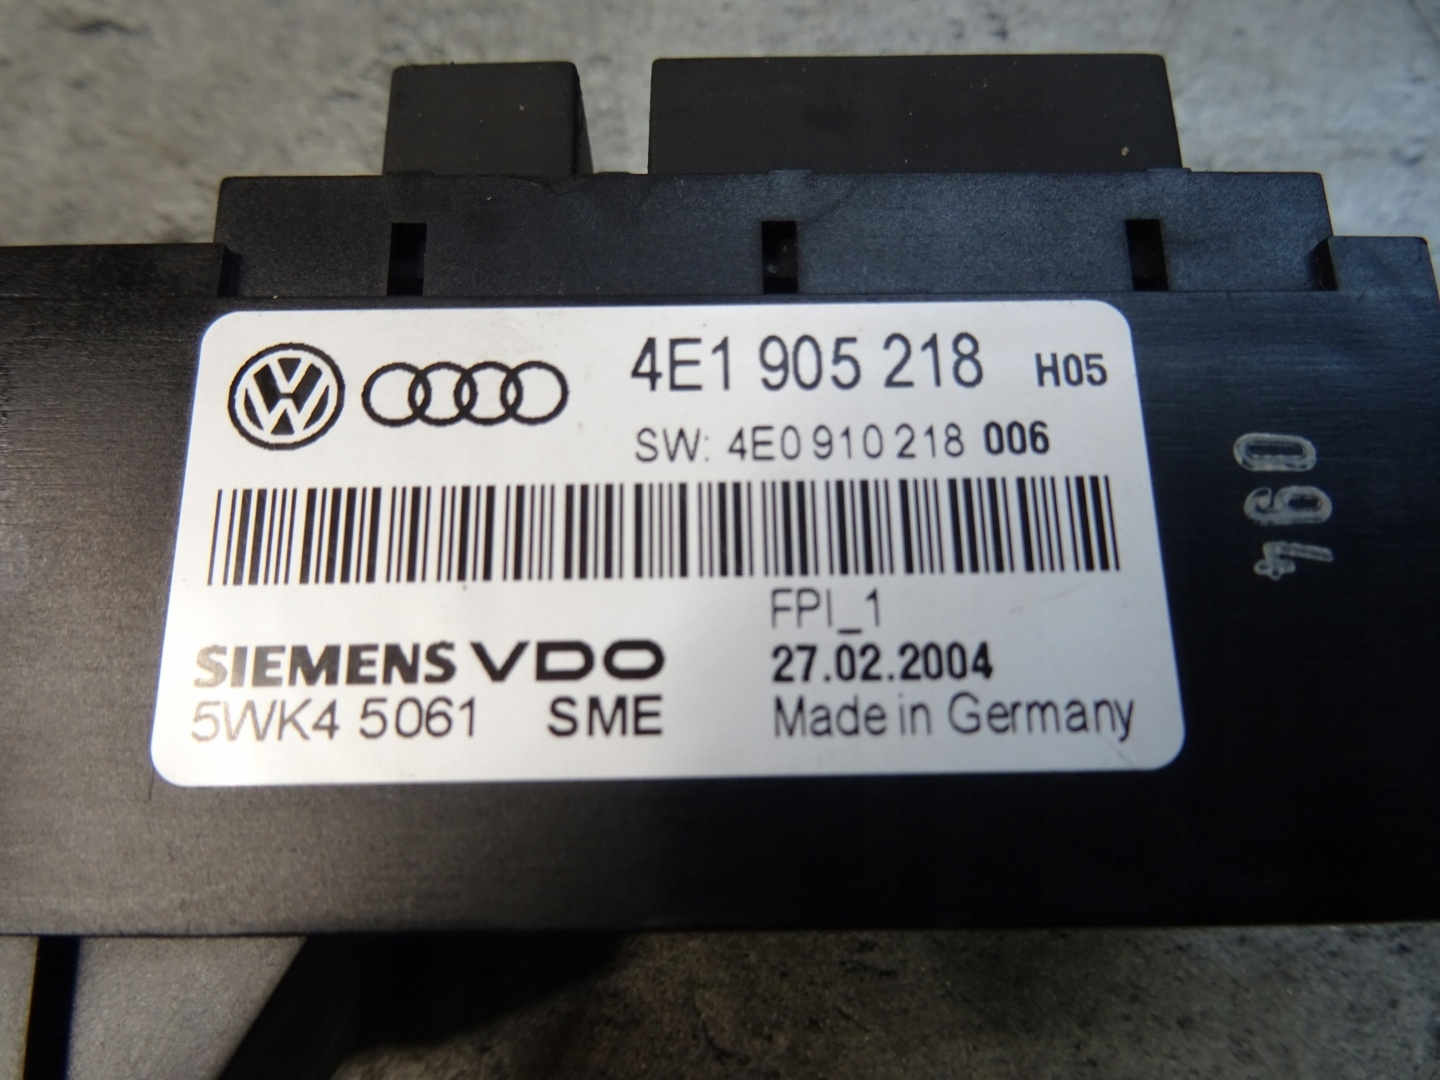 4E1 905 218 H05
SW: 4E0 910 218 006
FPI_1
SIEMENS VDO
27.02.2004
5WK4 5061 SME
Made in Germany
160